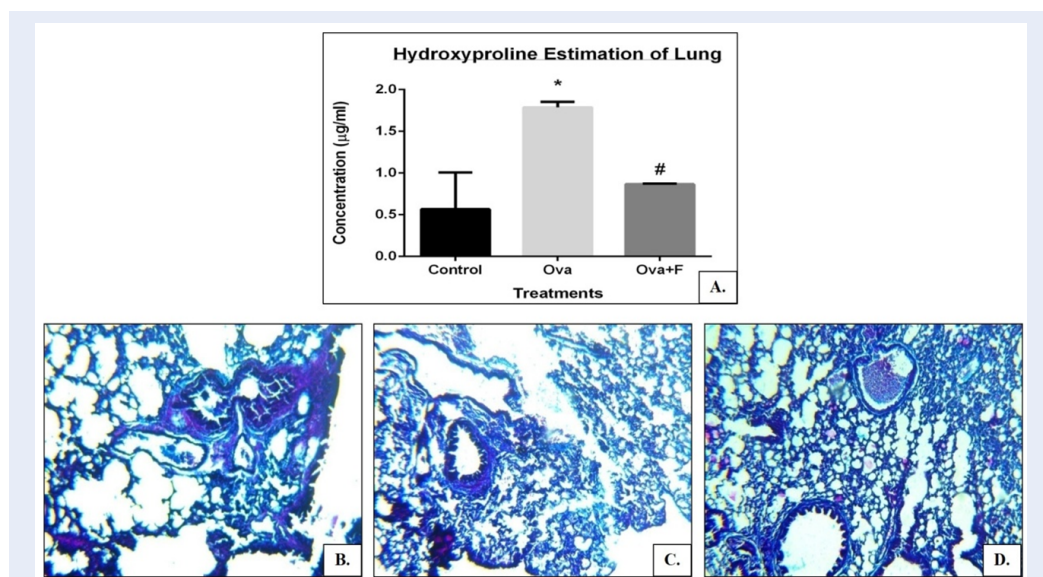 Hydroxyproline Estimation of Lung
Concentration (µg/ml)
2.0
1.5
1.0
0.5
0.0
*
#
Control Ova Ova+F
Treatments
A.
B. C. D.